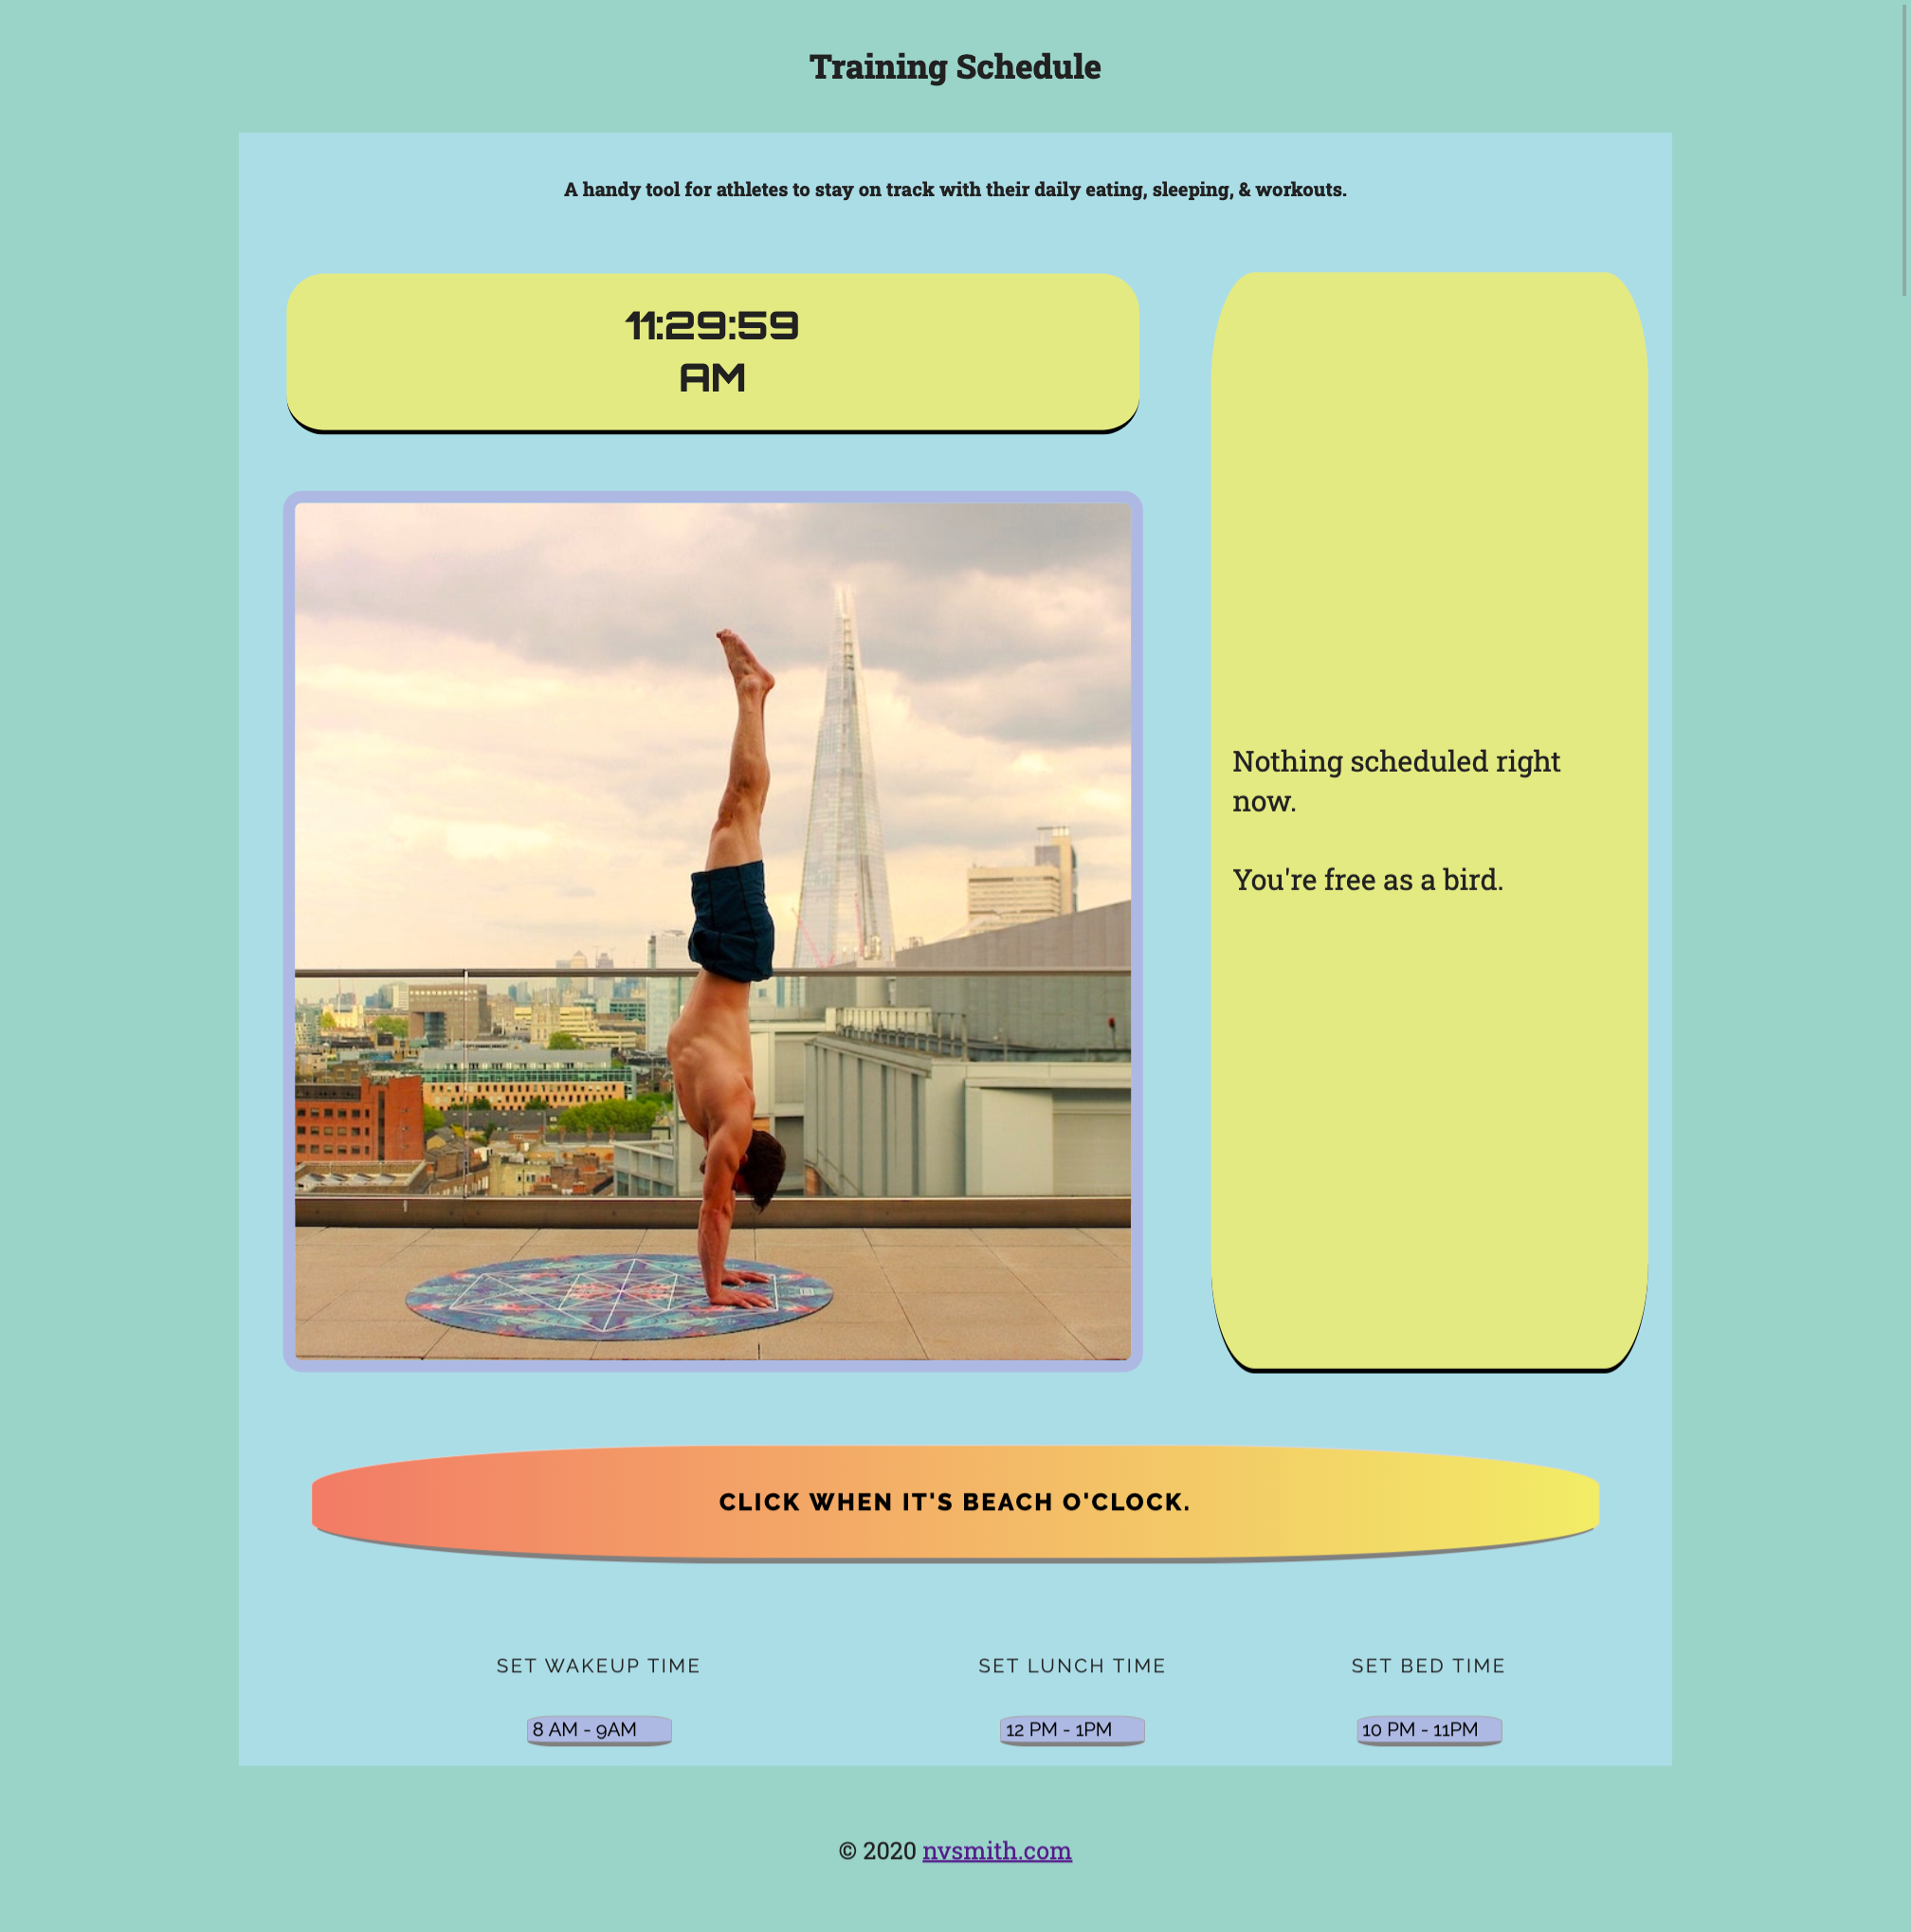 Training Schedule
A handy tool for athletes to stay on track with their daily eating, sleeping, & workouts.
11:29:59
AM
Nothing scheduled right
now.
You're free as a bird.
CLICK WHEN IT'S BEACH O'CLOCK.
SET WAKEUP TIME
SET LUNCH TIME
SET BED TIME
8 AM - 9AM
12 PM - 1PM
10 PM - 11PM
© 2020 nvsmith.com